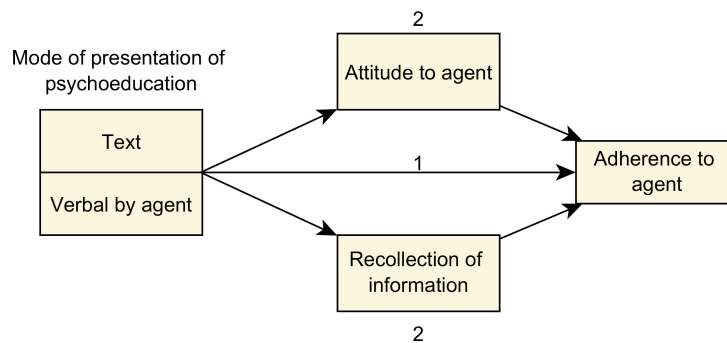 2
Mode of presentation of
psychoeducation
Attitude to agent
Text
Verbal by agent
1
Adherence to
agent
Recollection of
information
2